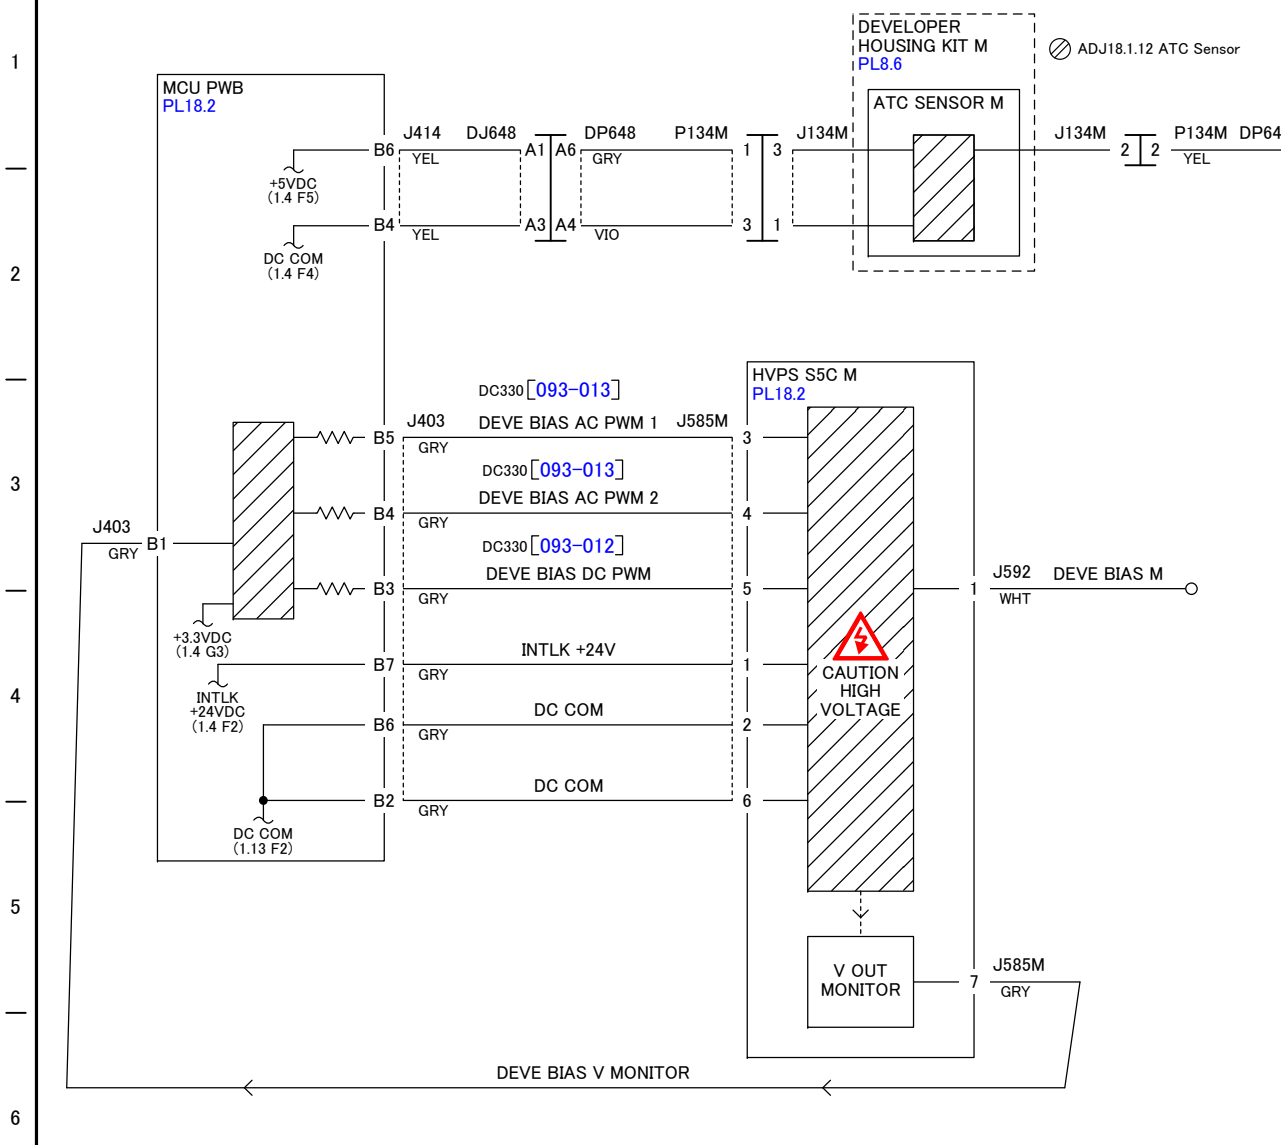 1
DEVELOPER
HOUSING KIT M
PL8.6
ADJ18.1.12 ATC Sensor
MCU PWB
PL18.2
ATC SENSOR M
J414 DJ648 DP648 P134M J134M J134M P134M DP64
B6 YEL A1 A6 GRY 1 3 2 2 YEL
+5VDC
(1.4 F5)
B4 YEL A3 A4 VIO 3 1
DC COM
(1.4 F4)
2
HVPS S5C M
PL18.2
DC330 [093-013]
J403 DEVE BIAS AC PWM 1 J585M
B5 GRY 3
DC330 [093-013]
3
DEVE BIAS AC PWM 2
B4 GRY 4
J403
GRY B1
DC330 [093-012]
DEVE BIAS DC PWM
B3 GRY 5
J592 DEVE BIAS M
1 WHT
+3.3VDC
(1.4 G3)
INTLK +24V
B7 GRY 1
CAUTION
HIGH
VOLTAGE
4
INTLK
+24VDC
(1.4 F2)
DC COM
B6 GRY 2
DC COM
B2 GRY 6
DC COM
(1.13 F2)
5
V OUT
MONITOR
J585M
7 GRY
DEVE BIAS V MONITOR
6